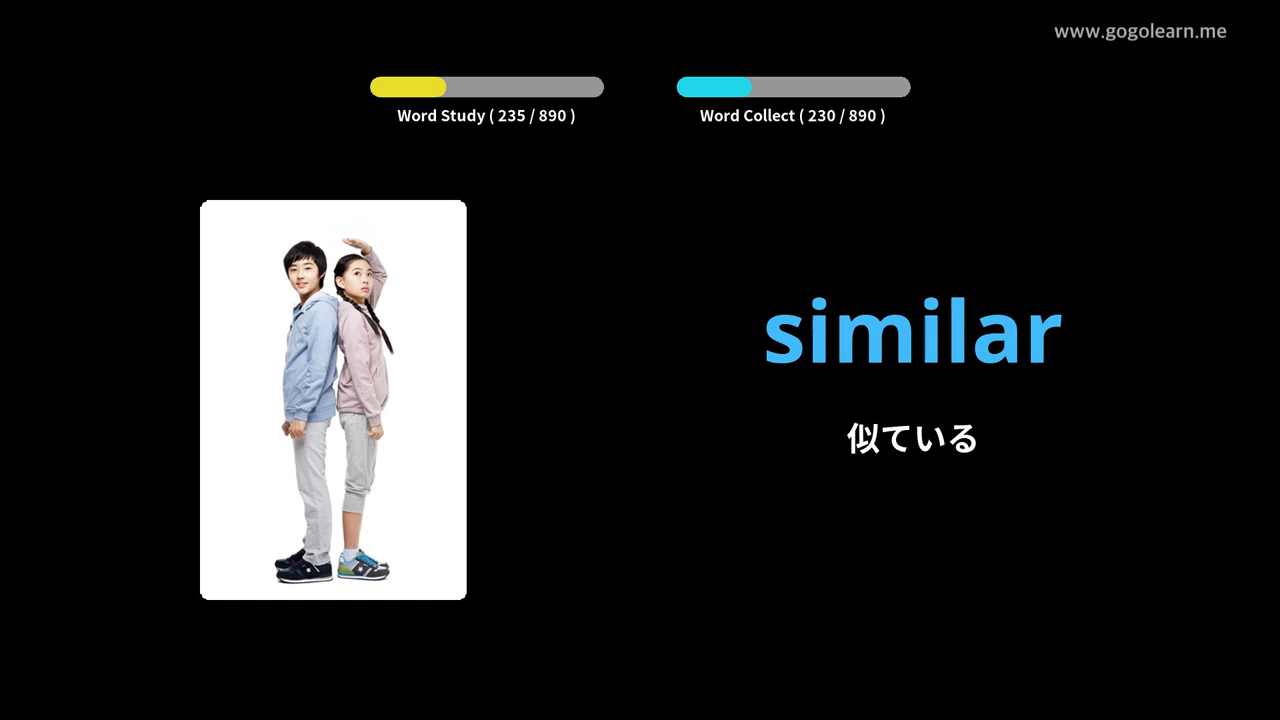 www.gogolearn.me
Word Study ( 235 / 890 )
Word Collect ( 230 / 890 )
similar
似ている